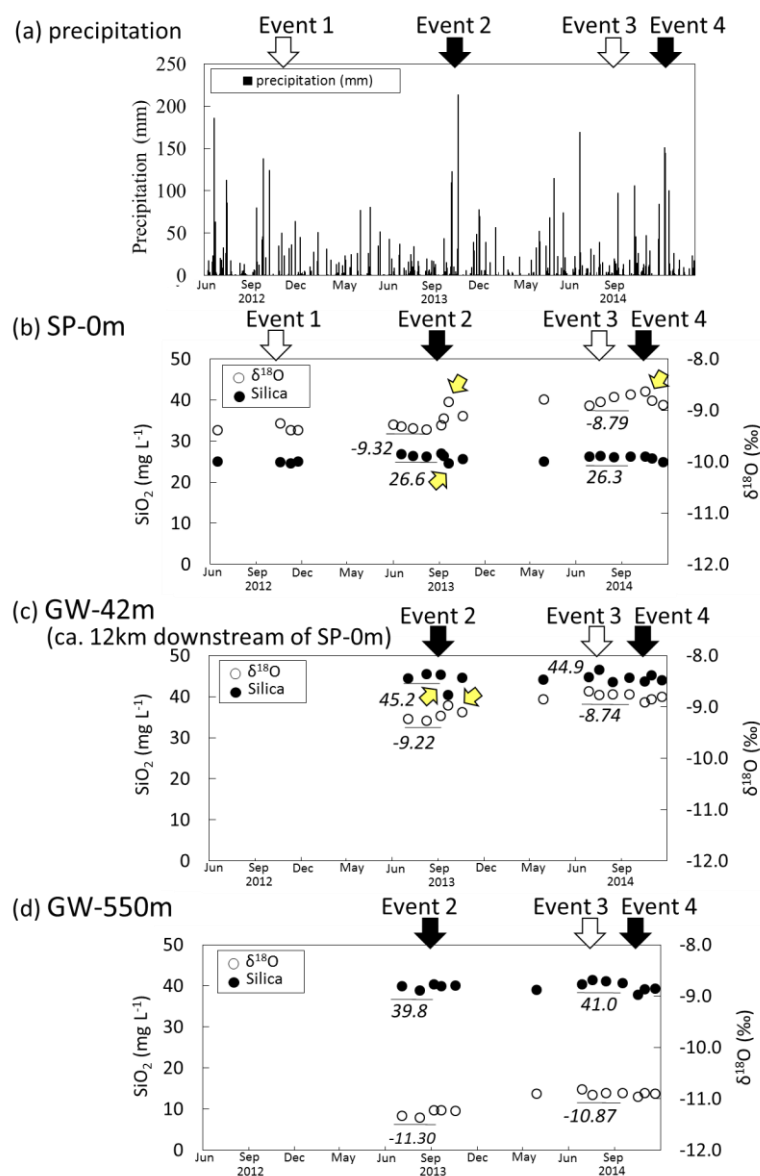 (a) precipitation
Event 1
Event 2
Event 3
Event 4
precipitation (mm)
Precipitation (mm)
250
200
150
100
50
0
Jun Sep Dec May Jun Sep Dec May Jun Sep
2012 2013 2014
(b) SP-0m
Event 1
Event 2
Event 3
Event 4
δ18O
Silica
SiO2 (mg L-1)
50
40
30
20
10
0
-8.0
-9.0
-10.0
-11.0
-12.0
δ18O (‰)
-9.32
26.6
-8.79
26.3
Jun Sep Dec May Jun Sep Dec May Jun Sep
2012 2013 2014
(c) GW-42m
(ca. 12km downstream of SP-0m)
Event 2
Event 3
Event 4
δ18O
Silica
SiO2 (mg L-1)
50
40
30
20
10
0
-8.0
-9.0
-10.0
-11.0
-12.0
δ18O (‰)
45.2
-9.22
44.9
-8.74
Jun Sep Dec May Jun Sep Dec May Jun Sep
2012 2013 2014
(d) GW-550m
Event 2
Event 3
Event 4
δ18O
Silica
SiO2 (mg L-1)
50
40
30
20
10
0
-8.0
-9.0
-10.0
-11.0
-12.0
δ18O (‰)
39.8
-11.30
41.0
-10.87
Jun Sep Dec May Jun Sep Dec May Jun Sep
2012 2013 2014